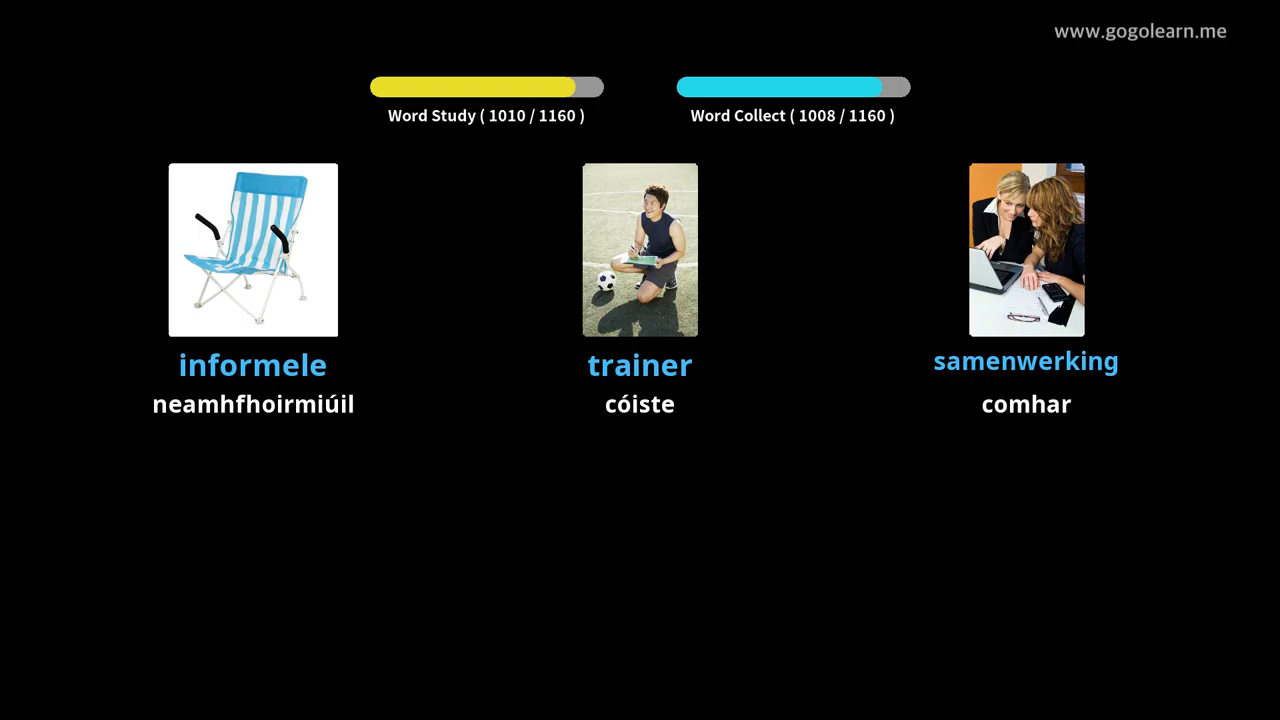 www.gogolearn.me
Word Study ( 1010 / 1160 )
Word Collect ( 1008 / 1160 )
informele
trainer
samenwerking
neamhfhoirmiúil
cóiste
comhar